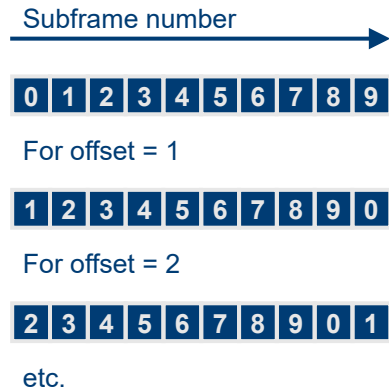 Subframe number
0 1 2 3 4 5 6 7 8 9
For offset = 1
1 2 3 4 5 6 7 8 9 0
For offset = 2
2 3 4 5 6 7 8 9 0 1
etc.